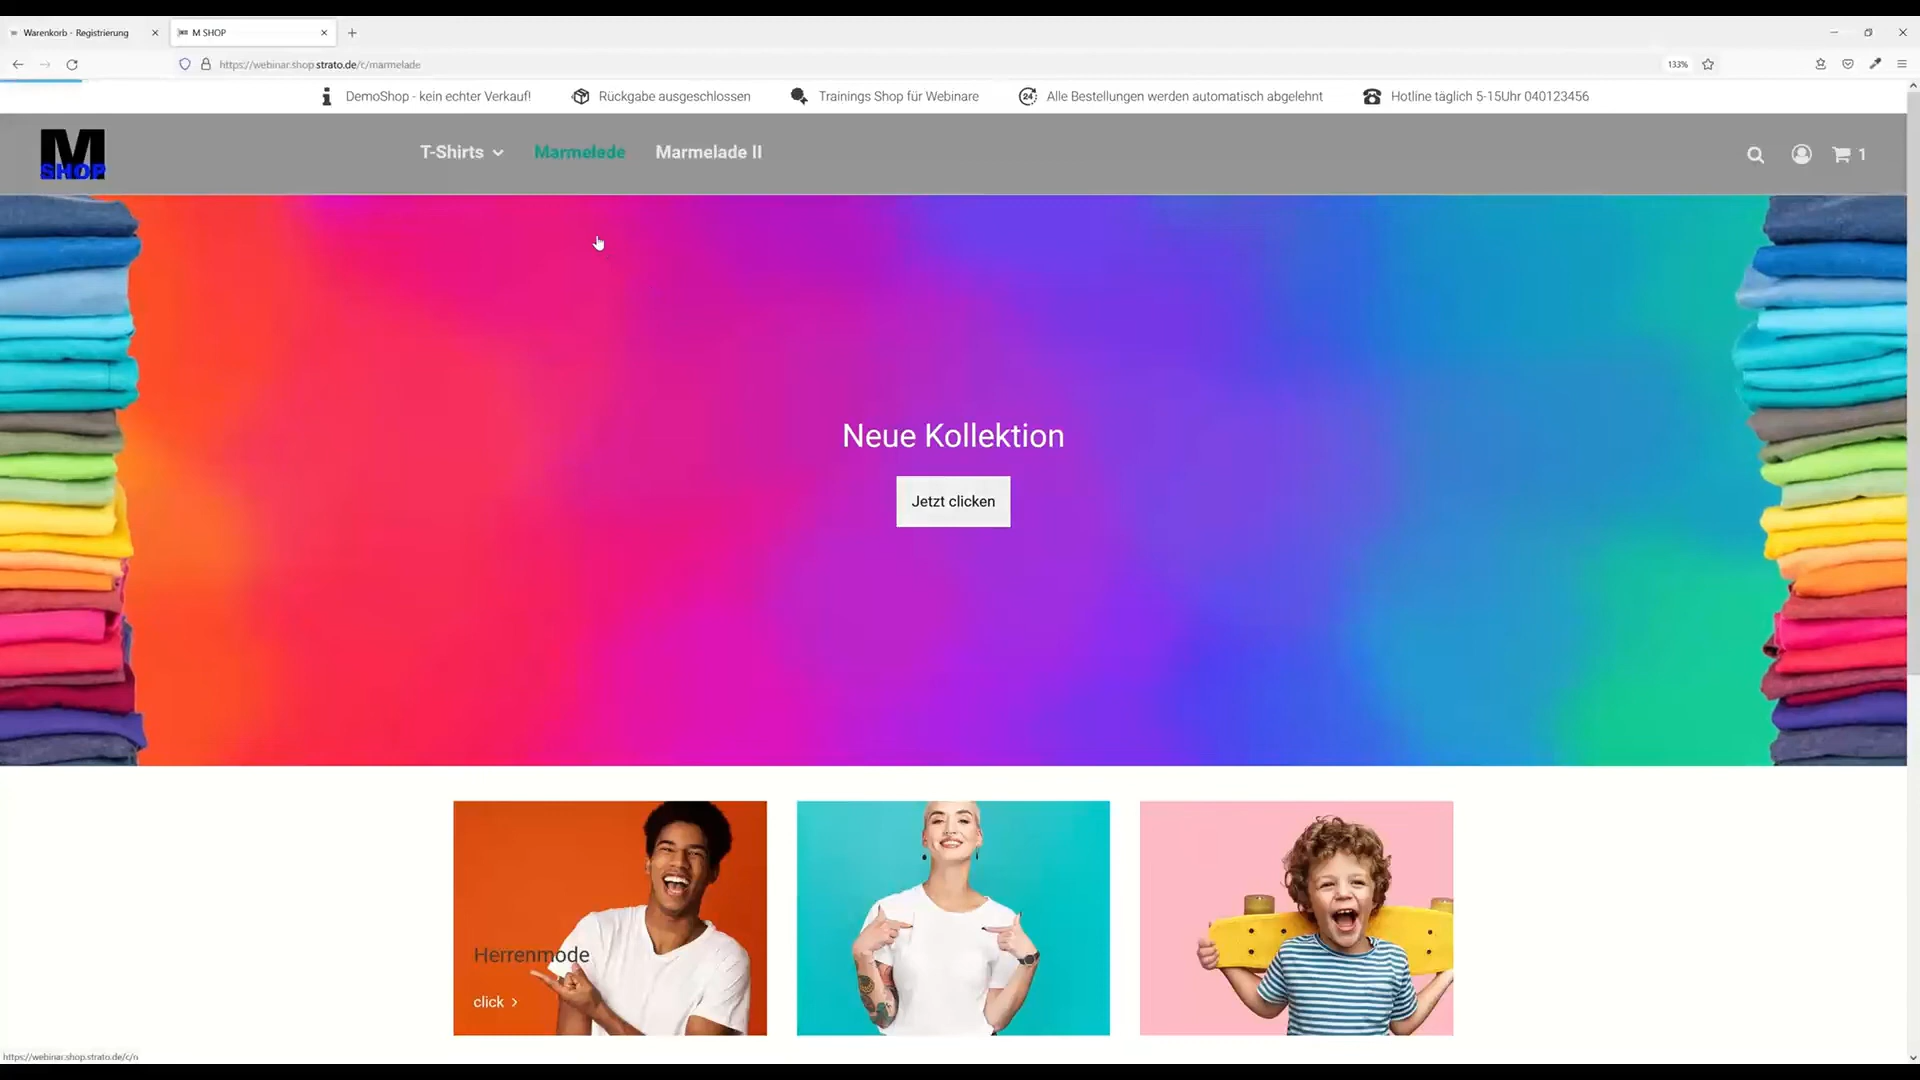 Warenkorb - Registrierung
M SHOP
https://webinar.shop.strato.de/c/marmelade
133%
DemoShop - kein echter Verkauf!
Rückgabe ausgeschlossen
Trainings Shop für Webinare
24
Alle Bestellungen werden automatisch abgelehnt
Hotline täglich 5-15Uhr 040123456
M
SHOP
T-Shirts
Marmelade
Marmelade II
1
Neue Kollektion
Jetzt clicken
Herrenmode
click